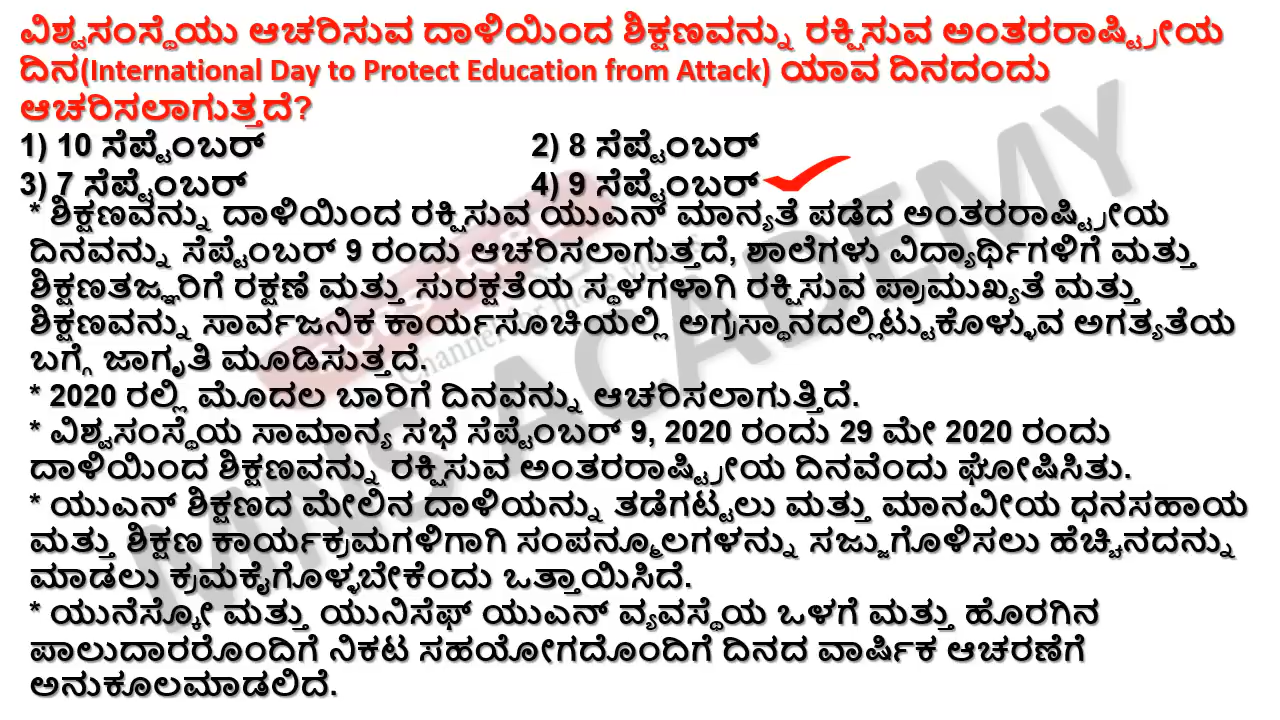 ವಿಶ್ವಸಂಸ್ಥೆಯು ಆಚರಿಸುವ ದಾಳಿಯಿಂದ ಶಿಕ್ಷಣವನ್ನು ರಕ್ಷಿಸುವ ಅಂತರರಾಷ್ಟ್ರೀಯ
ದಿನ(International Day to Protect Education from Attack) ಯಾವ ದಿನದಂದು
ಆಚರಿಸಲಾಗುತ್ತದೆ?
1) 10 ಸೆಪ್ಟೆಂಬರ್ 2) 8 ಸೆಪ್ಟೆಂಬರ್
3) 7 ಸೆಪ್ಟೆಂಬರ್ 4) 9 ಸೆಪ್ಟೆಂಬರ್
* ಶಿಕ್ಷಣವನ್ನು ದಾಳಿಯಿಂದ ರಕ್ಷಿಸುವ ಯುಎನ್ ಮಾನ್ಯತೆ ಪಡೆದ ಅಂತರರಾಷ್ಟ್ರೀಯ
ದಿನವನ್ನು ಸೆಪ್ಟೆಂಬರ್ 9 ರಂದು ಆಚರಿಸಲಾಗುತ್ತದೆ, ಶಾಲೆಗಳು ವಿದ್ಯಾರ್ಥಿಗಳಿಗೆ ಮತ್ತು
ಶಿಕ್ಷಣತಜ್ಞರಿಗೆ ರಕ್ಷಣೆ ಮತ್ತು ಸುರಕ್ಷತೆಯ ಸ್ಥಳಗಳಾಗಿ ರಕ್ಷಿಸುವ ಪ್ರಾಮುಖ್ಯತೆ ಮತ್ತು
ಶಿಕ್ಷಣವನ್ನು ಸಾರ್ವಜನಿಕ ಕಾರ್ಯಸೂಚಿಯಲ್ಲಿ ಅಗ್ರಸ್ಥಾನದಲ್ಲಿಟ್ಟುಕೊಳ್ಳುವ ಅಗತ್ಯತೆಯ
ಬಗ್ಗೆ ಜಾಗೃತಿ ಮೂಡಿಸುತ್ತದೆ.
* 2020 ರಲ್ಲಿ ಮೊದಲ ಬಾರಿಗೆ ದಿನವನ್ನು ಆಚರಿಸಲಾಗುತ್ತಿದೆ.
* ವಿಶ್ವಸಂಸ್ಥೆಯ ಸಾಮಾನ್ಯ ಸಭೆ ಸೆಪ್ಟೆಂಬರ್ 9, 2020 ರಂದು 29 ಮೇ 2020 ರಂದು
ದಾಳಿಯಿಂದ ಶಿಕ್ಷಣವನ್ನು ರಕ್ಷಿಸುವ ಅಂತರರಾಷ್ಟ್ರೀಯ ದಿನವೆಂದು ಘೋಷಿಸಿತು.
* ಯುಎನ್ ಶಿಕ್ಷಣದ ಮೇಲಿನ ದಾಳಿಯನ್ನು ತಡೆಗಟ್ಟಲು ಮತ್ತು ಮಾನವೀಯ ಧನಸಹಾಯ
ಮತ್ತು ಶಿಕ್ಷಣ ಕಾರ್ಯಕ್ರಮಗಳಿಗಾಗಿ ಸಂಪನ್ಮೂಲಗಳನ್ನು ಸಜ್ಜುಗೊಳಿಸಲು ಹೆಚ್ಚಿನದನ್ನು
ಮಾಡಲು ಕ್ರಮಕೈಗೊಳ್ಳಬೇಕೆಂದು ಒತ್ತಾಯಿಸಿದೆ.
* ಯುನೆಸ್ಕೋ ಮತ್ತು ಯುನಿಸೆಫ್ ಯುಎನ್ ವ್ಯವಸ್ಥೆಯ ಒಳಗೆ ಮತ್ತು ಹೊರಗಿನ
ಪಾಲುದಾರರೊಂದಿಗೆ ನಿಕಟ ಸಹಯೋಗದೊಂದಿಗೆ ದಿನದ ವಾರ್ಷಿಕ ಆಚರಣೆಗೆ
ಅನುಕೂಲಮಾಡಲಿದೆ.
MNS ACADEMY